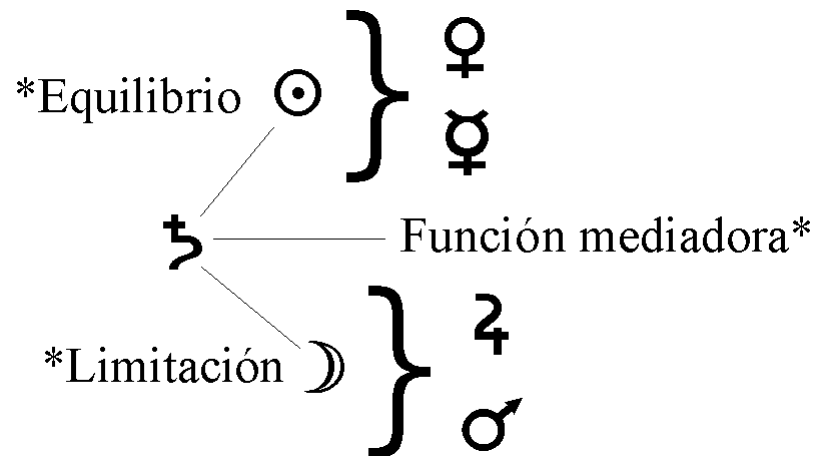 *Equilibrio ☉ } ♀
☿
♄ Función mediadora*
*Limitación ☽ } ♃
♂